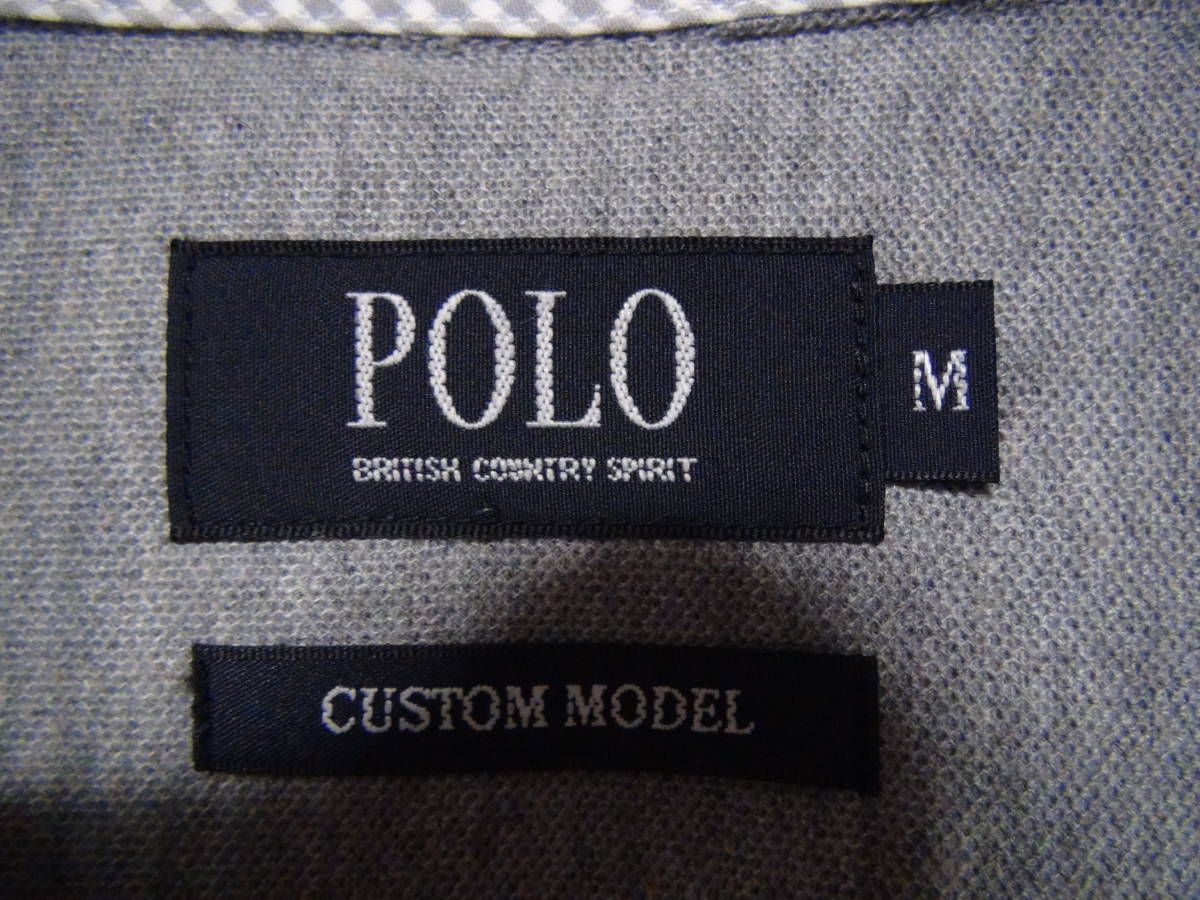 POLO
BRITISH COUNTRY SPIRIT
M
CUSTOM MODEL